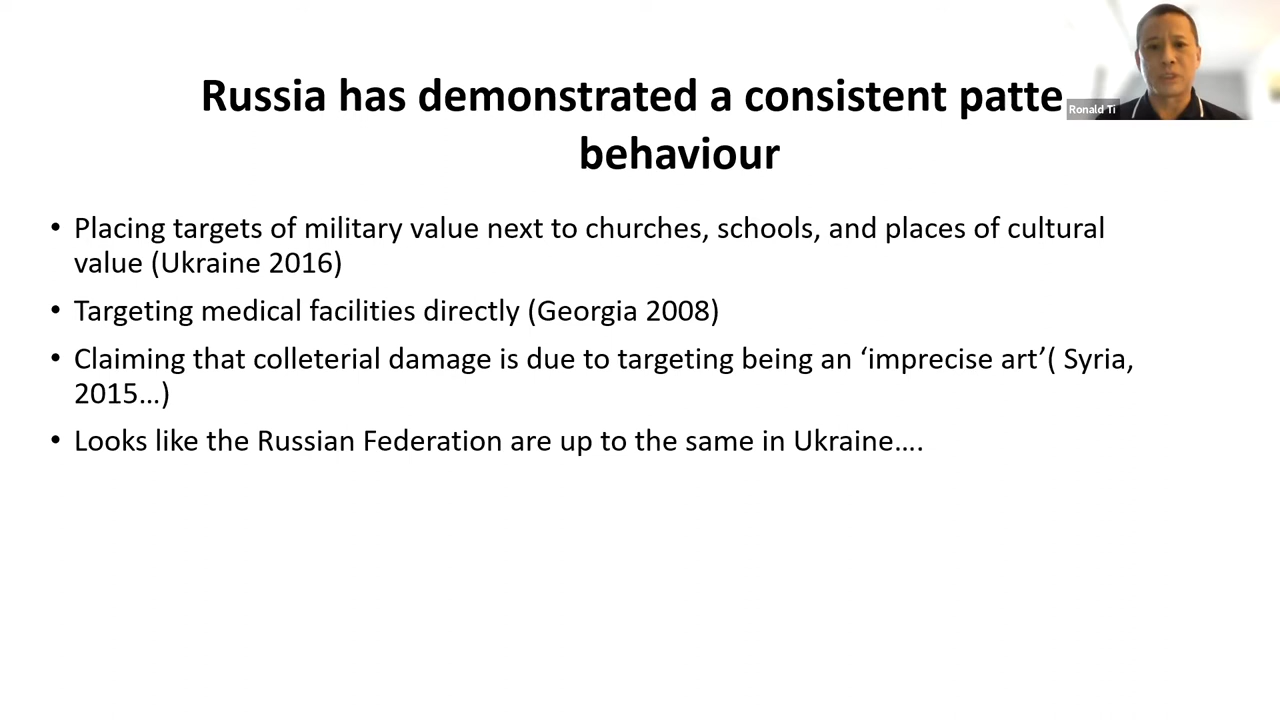 Russia has demonstrated a consistent patte
Ronald Ti
behaviour
• Placing targets of military value next to churches, schools, and places of cultural
value (Ukraine 2016)
• Targeting medical facilities directly (Georgia 2008)
• Claiming that colleterial damage is due to targeting being an ‘imprecise art’( Syria,
2015...)
• Looks like the Russian Federation are up to the same in Ukraine....